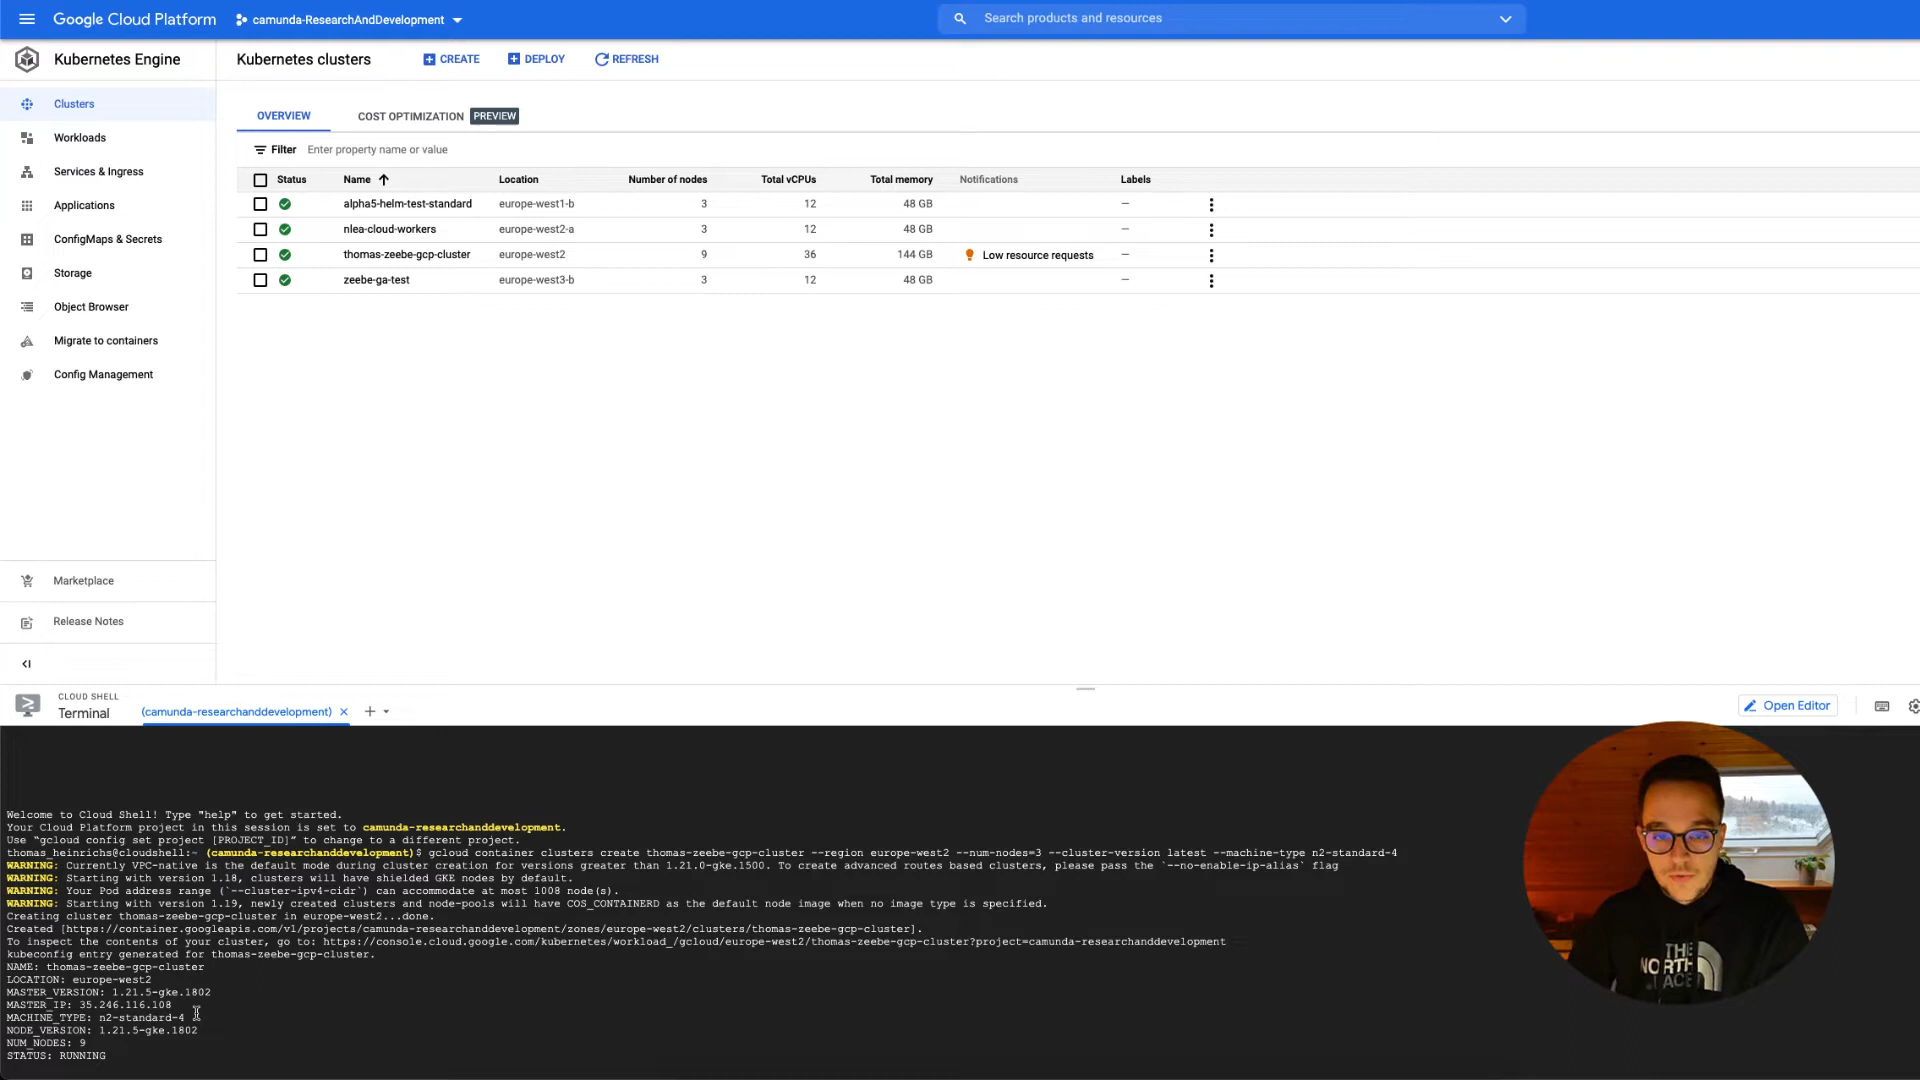 Google Cloud Platform
camunda-ResearchAndDevelopment
Search products and resources
Kubernetes Engine
Kubernetes clusters
CREATE
DEPLOY
REFRESH
Clusters
Workloads
Services & Ingress
Applications
ConfigMaps & Secrets
Storage
Object Browser
Migrate to containers
Config Management
Marketplace
Release Notes
OVERVIEW
COST OPTIMIZATION PREVIEW
Filter Enter property name or value
Status Name Location Number of nodes Total vCPUs Total memory Notifications Labels
alpha5-helm-test-standard europe-west1-b 3 12 48 GB –
nlea-cloud-workers europe-west2-a 3 12 48 GB –
thomas-zeebe-gcp-cluster europe-west2 9 36 144 GB Low resource requests –
zeebe-ga-test europe-west3-b 3 12 48 GB –
CLOUD SHELL
Terminal
(camunda-researchanddevelopment)
Open Editor
Welcome to Cloud Shell! Type "help" to get started.
Your Cloud Platform project in this session is set to camunda-researchanddevelopment.
Use “gcloud config set project [PROJECT_ID]” to change to a different project.
thomas_heinrichs@cloudshell:~ (camunda-researchanddevelopment)$ gcloud container clusters create thomas-zeebe-gcp-cluster --region europe-west2 --num-nodes=3 --cluster-version latest --machine-type n2-standard-4
WARNING: Currently VPC-native is the default mode during cluster creation for versions greater than 1.21.0-gke.1500. To create advanced routes based clusters, please pass the `--no-enable-ip-alias` flag
WARNING: Starting with version 1.18, clusters will have shielded GKE nodes by default.
WARNING: Your Pod address range (`--cluster-ipv4-cidr`) can accommodate at most 1008 node(s).
WARNING: Starting with version 1.19, newly created clusters and node-pools will have COS_CONTAINERD as the default node image when no image type is specified.
Creating cluster thomas-zeebe-gcp-cluster in europe-west2...done.
Created [https://container.googleapis.com/v1/projects/camunda-researchanddevelopment/zones/europe-west2/clusters/thomas-zeebe-gcp-cluster].
To inspect the contents of your cluster, go to: https://console.cloud.google.com/kubernetes/workload_/gcloud/europe-west2/thomas-zeebe-gcp-cluster?project=camunda-researchanddevelopment
kubeconfig entry generated for thomas-zeebe-gcp-cluster.
NAME: thomas-zeebe-gcp-cluster
LOCATION: europe-west2
MASTER_VERSION: 1.21.5-gke.1802
MASTER_IP: 35.246.116.108
MACHINE_TYPE: n2-standard-4
NODE_VERSION: 1.21.5-gke.1802
NUM_NODES: 9
STATUS: RUNNING
THE
NORTH
FACE